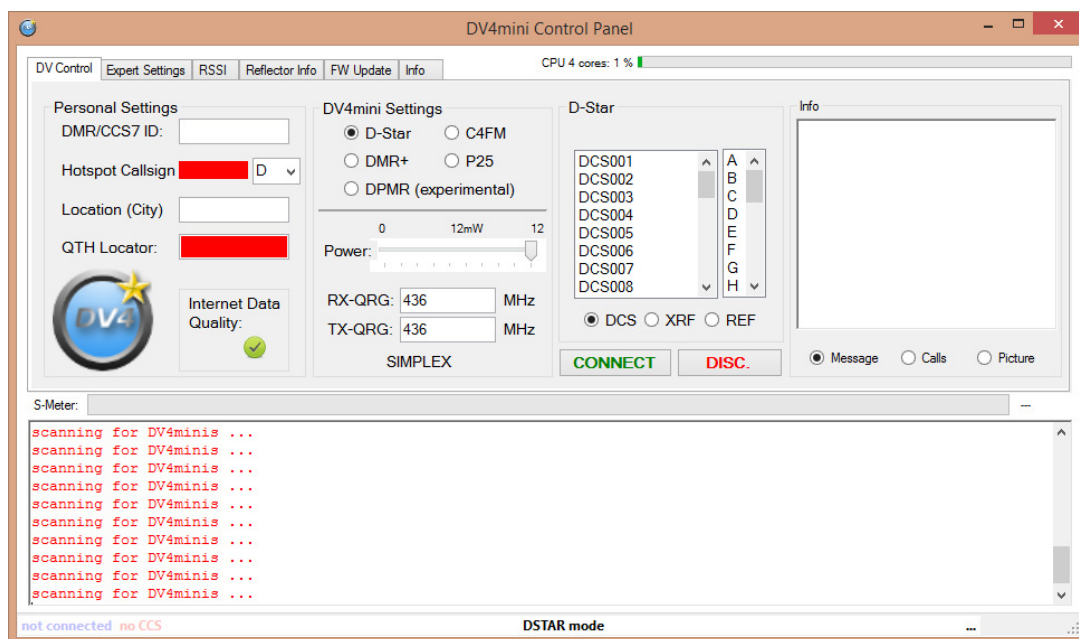 DV4mini Control Panel
DV Control Expert Settings RSSI Reflector Info FW Update Info CPU 4 cores: 1 %
Personal Settings
DMR/CCS7 ID:
Hotspot Callsign D
Location (City)
QTH Locator:
DV4
Internet Data
Quality:
DV4mini Settings
D-Star C4FM
DMR+ P25
DPMR (experimental)
0 12mW 12
Power:
RX-QRG: 436 MHz
TX-QRG: 436 MHz
SIMPLEX
D-Star
DCS001 A
DCS002 B
DCS003 C
DCS004 D
DCS005 E
DCS006 F
DCS007 G
DCS008 H
DCS XRF REF
CONNECT DISC.
Info
Message Calls Picture
S-Meter: ---
scanning for DV4minis ...
scanning for DV4minis ...
scanning for DV4minis ...
scanning for DV4minis ...
scanning for DV4minis ...
scanning for DV4minis ...
scanning for DV4minis ...
scanning for DV4minis ...
scanning for DV4minis ...
scanning for DV4minis ...
not connected no CCS DSTAR mode ...